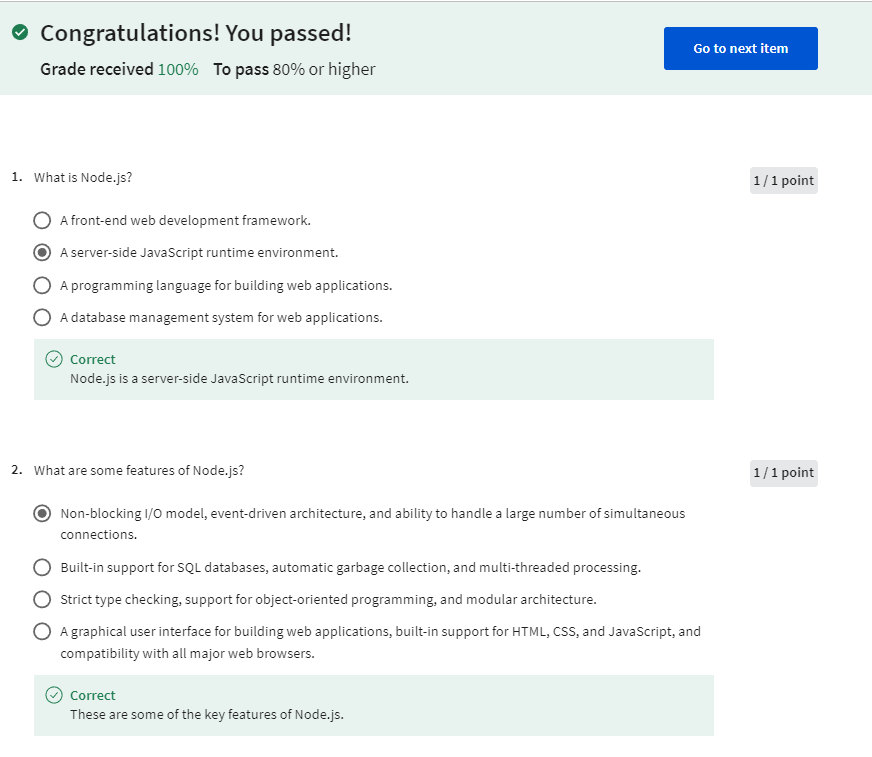 Congratulations! You passed!
Go to next item
Grade received 100% To pass 80% or higher
1. What is Node.js?
1 / 1 point
A front-end web development framework.
A server-side JavaScript runtime environment.
A programming language for building web applications.
A database management system for web applications.
Correct
Node.js is a server-side JavaScript runtime environment.
2. What are some features of Node.js?
1 / 1 point
Non-blocking I/O model, event-driven architecture, and ability to handle a large number of simultaneous
connections.
Built-in support for SQL databases, automatic garbage collection, and multi-threaded processing.
Strict type checking, support for object-oriented programming, and modular architecture.
A graphical user interface for building web applications, built-in support for HTML, CSS, and JavaScript, and
compatibility with all major web browsers.
Correct
These are some of the key features of Node.js.